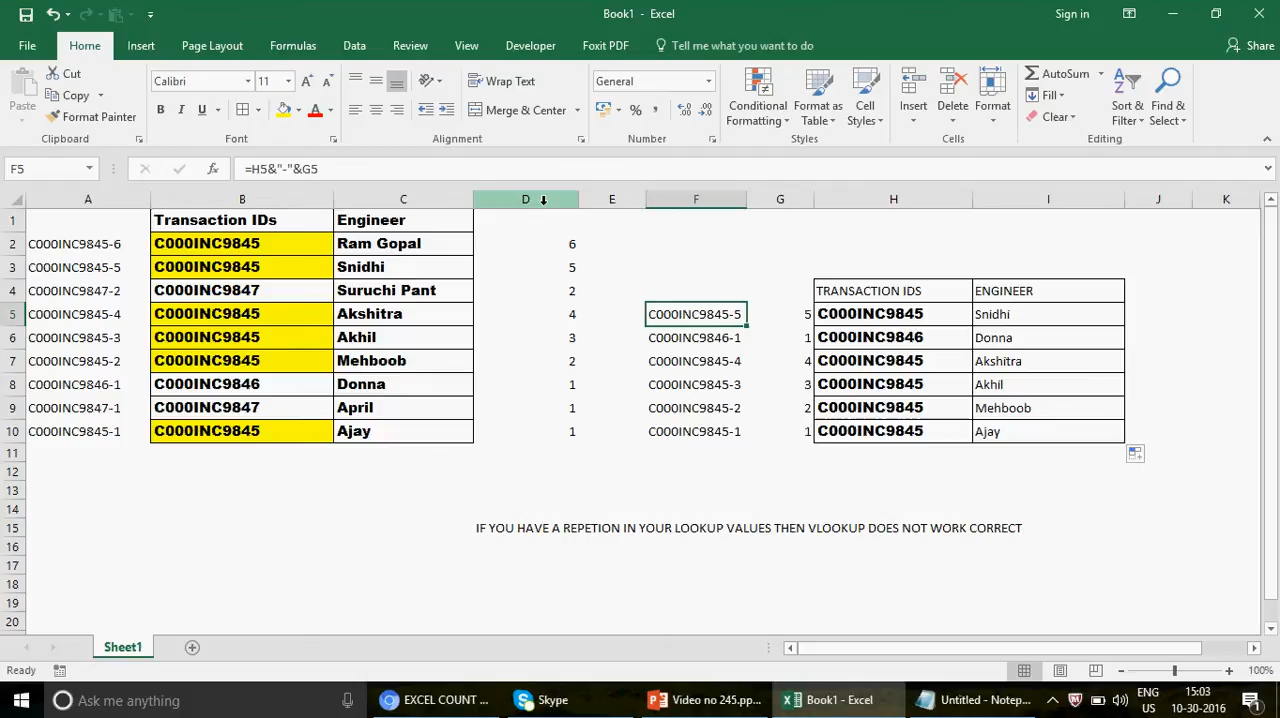 Book1 - Excel
Sign in
File Home Insert Page Layout Formulas Data Review View Developer Foxit PDF Tell me what you want to do Share
Paste Cut Copy Format Painter
Calibri 11
B I U
Wrap Text
Merge & Center
General
% ,
Conditional Formatting Format as Table Cell Styles
Insert Delete Format
AutoSum
Fill
Clear
Sort & Filter Find & Select
Clipboard Font Alignment Number Styles Cells Editing
F5 fx =H5&"-"&G5
A B C D E F G H I J K
1 Transaction IDs Engineer
2 C000INC9845-6 C000INC9845 Ram Gopal 6
3 C000INC9845-5 C000INC9845 Snidhi 5
4 C000INC9847-2 C000INC9847 Suruchi Pant 2 TRANSACTION IDS ENGINEER
5 C000INC9845-4 C000INC9845 Akshitra 4 C000INC9845-5 5 C000INC9845 Snidhi
6 C000INC9845-3 C000INC9845 Akhil 3 C000INC9846-1 1 C000INC9846 Donna
7 C000INC9845-2 C000INC9845 Mehboob 2 C000INC9845-4 4 C000INC9845 Akshitra
8 C000INC9846-1 C000INC9846 Donna 1 C000INC9845-3 3 C000INC9845 Akhil
9 C000INC9847-1 C000INC9847 April 1 C000INC9845-2 2 C000INC9845 Mehboob
10 C000INC9845-1 C000INC9845 Ajay 1 C000INC9845-1 1 C000INC9845 Ajay
11
12
13
14
15 IF YOU HAVE A REPETION IN YOUR LOOKUP VALUES THEN VLOOKUP DOES NOT WORK CORRECT
16
17
18
19
20
Sheet1
Ready 100%
Ask me anything EXCEL COUNT ... Skype Video no 245.pp... Book1 - Excel Untitled - Notep... ENG 15:03
US 10-30-2016